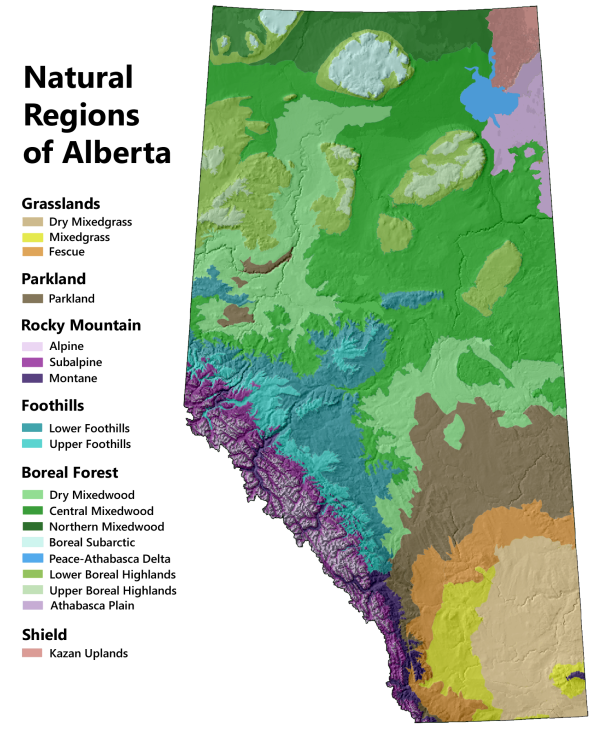 Natural
Regions
of Alberta
Grasslands
Dry Mixedgrass
Mixedgrass
Fescue
Parkland
Parkland
Rocky Mountain
Alpine
Subalpine
Montane
Foothills
Lower Foothills
Upper Foothills
Boreal Forest
Dry Mixedwood
Central Mixedwood
Northern Mixedwood
Boreal Subarctic
Peace-Athabasca Delta
Lower Boreal Highlands
Upper Boreal Highlands
Athabasca Plain
Shield
Kazan Uplands